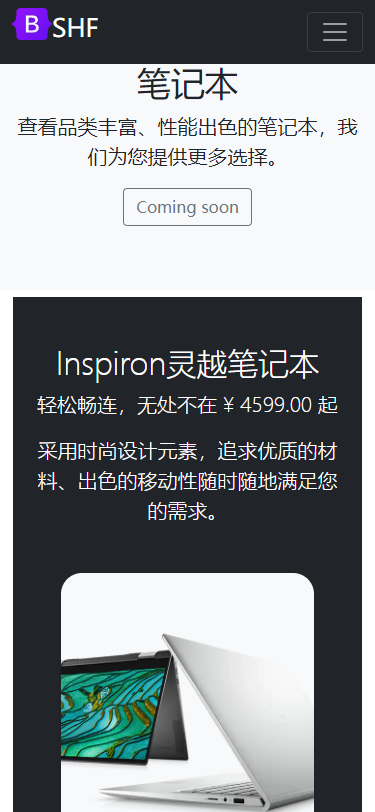 B SHF
笔记本
查看品类丰富、性能出色的笔记本，我
们为您提供更多选择。
Coming soon
Inspiron灵越笔记本
轻松畅连，无处不在 ¥ 4599.00 起
采用时尚设计元素，追求优质的材
料、出色的移动性随时随地满足您
的需求。